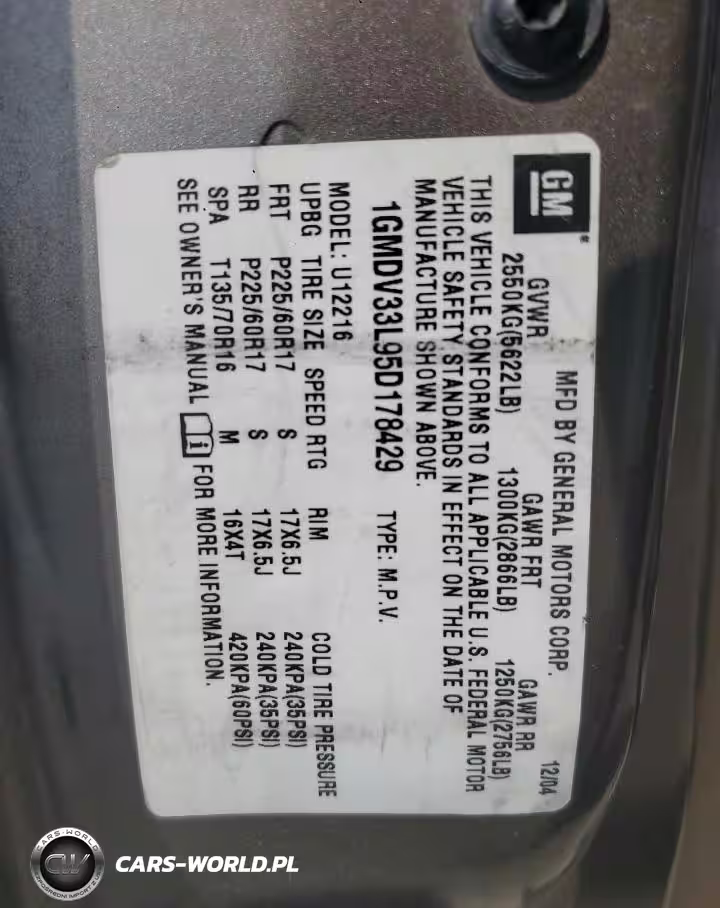 GM
MFD BY GENERAL MOTORS CORP. 12/04
GVWR GAWR FRT GAWR RR
2550KG(5622LB) 1300KG(2866LB) 1250KG(2756LB)
THIS VEHICLE CONFORMS TO ALL APPLICABLE U.S. FEDERAL MOTOR
VEHICLE SAFETY STANDARDS IN EFFECT ON THE DATE OF
MANUFACTURE SHOWN ABOVE.
1GMDV33L95D178429 TYPE: M.P.V.
MODEL: U12216
UPBG TIRE SIZE SPEED RTG RIM COLD TIRE PRESSURE
FRT P225/60R17 S 17X6.5J 240KPA(35PSI)
RR P225/60R17 S 17X6.5J 240KPA(35PSI)
SPA T135/70R16 M 16X4T 420KPA(60PSI)
SEE OWNER'S MANUAL FOR MORE INFORMATION.
CARS-WORLD
CW
CARS-WORLD.PL